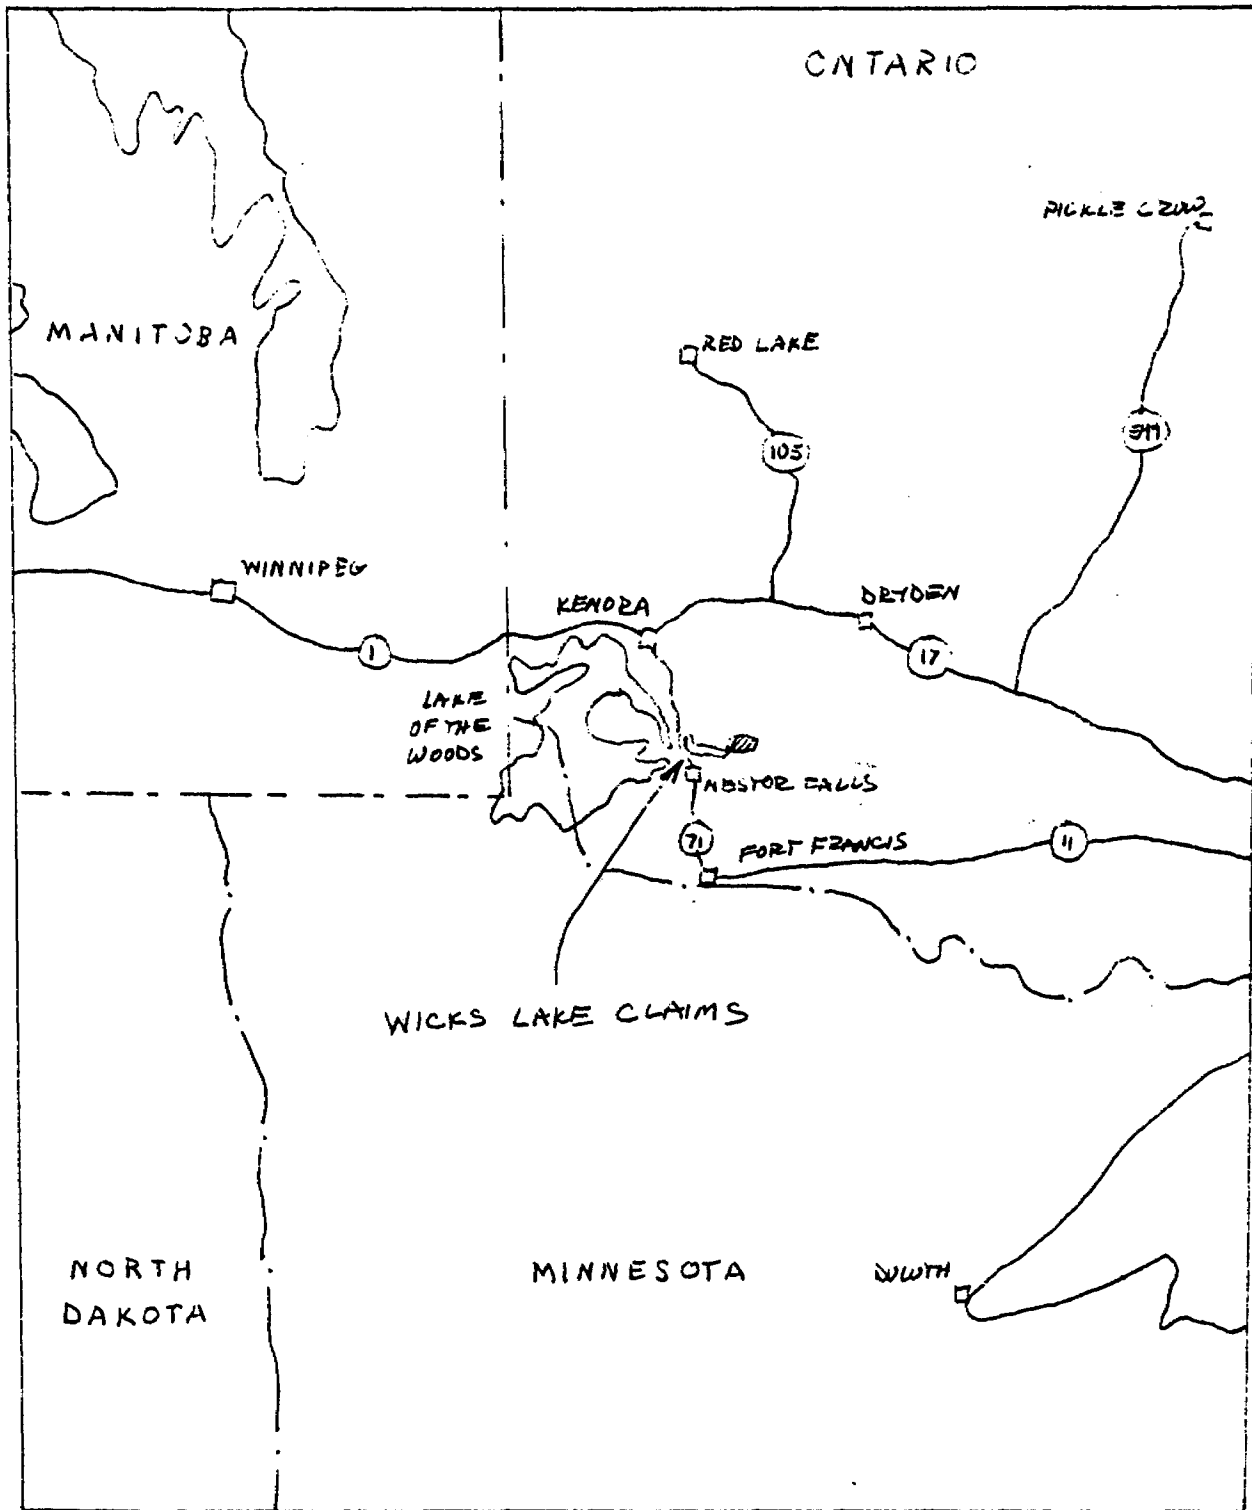 ONTARIO
PICKLE CROW
MANITOBA
RED LAKE
105
WINNIPEG
KENORA
DRYDEN
1
17
LAKE
OF THE
WOODS
NESTOR FALLS
71
FORT FRANCIS
11
WICKS LAKE CLAIMS
NORTH
DAKOTA
MINNESOTA
DULUTH